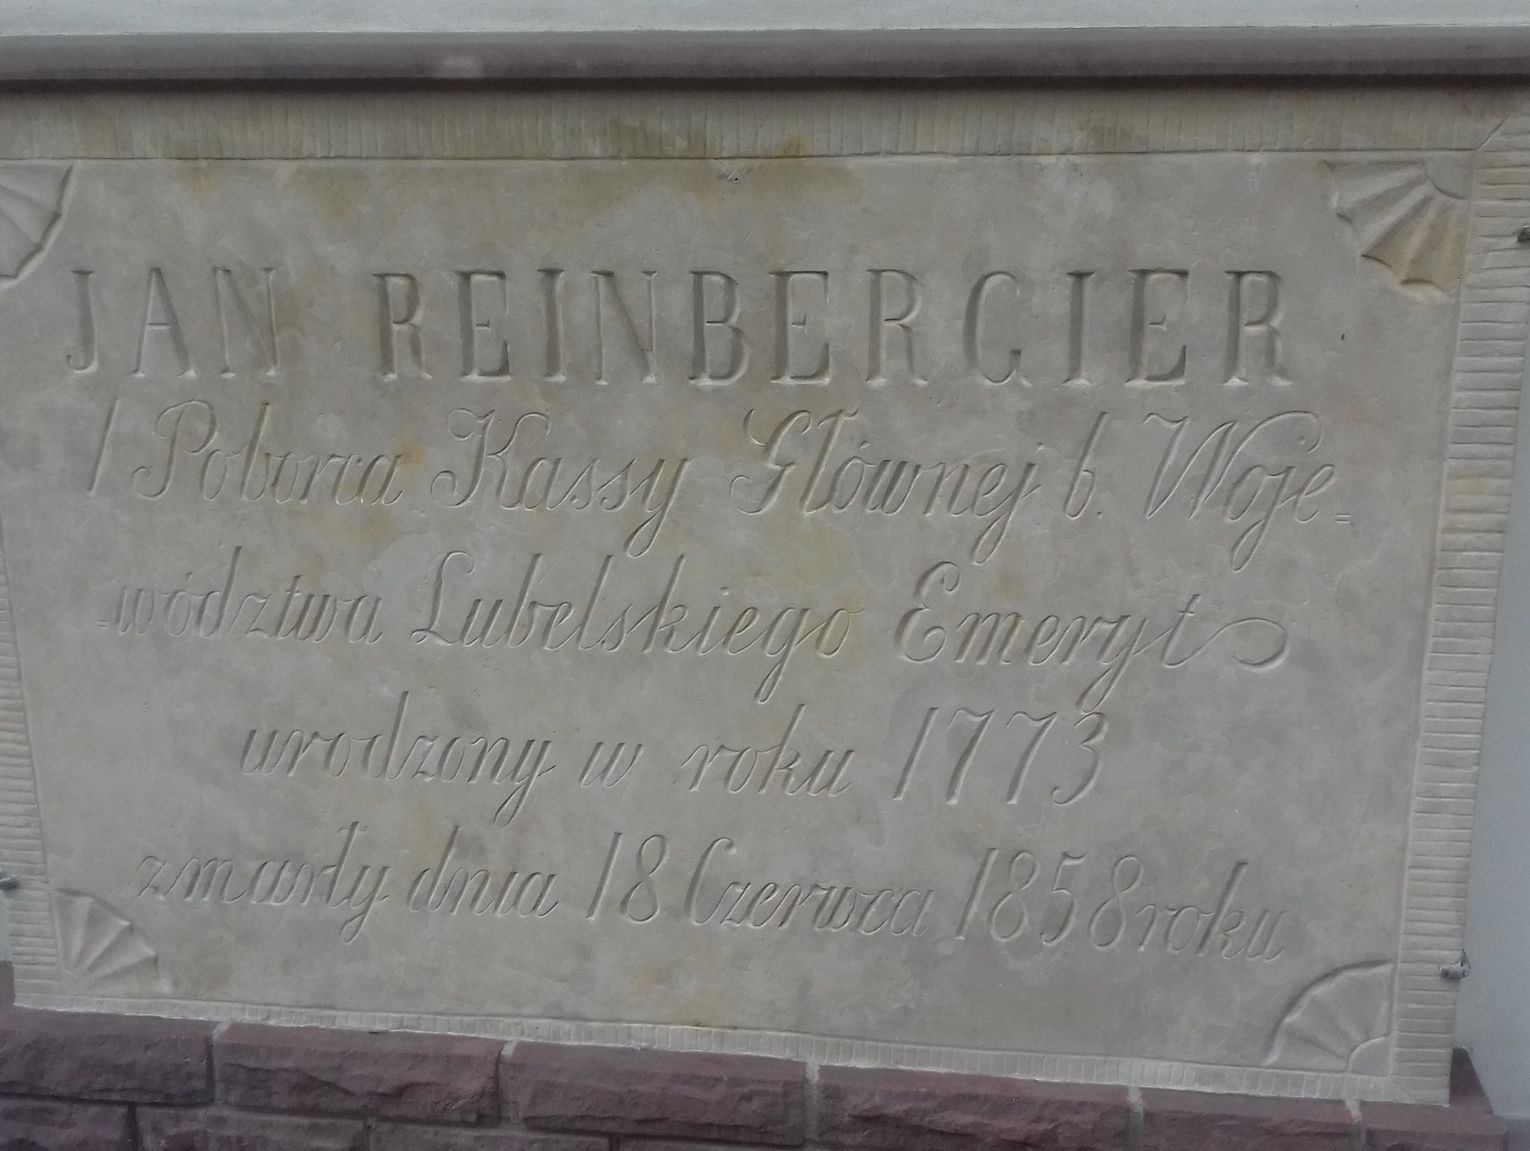 JAN REINBERGIER
/ Poborca Kassy Głównej b. Woje=
=wództwa Lubelskiego Emeryt
urodzony w roku 1773
zmarły dnia 18 Czerwca 1858 roku